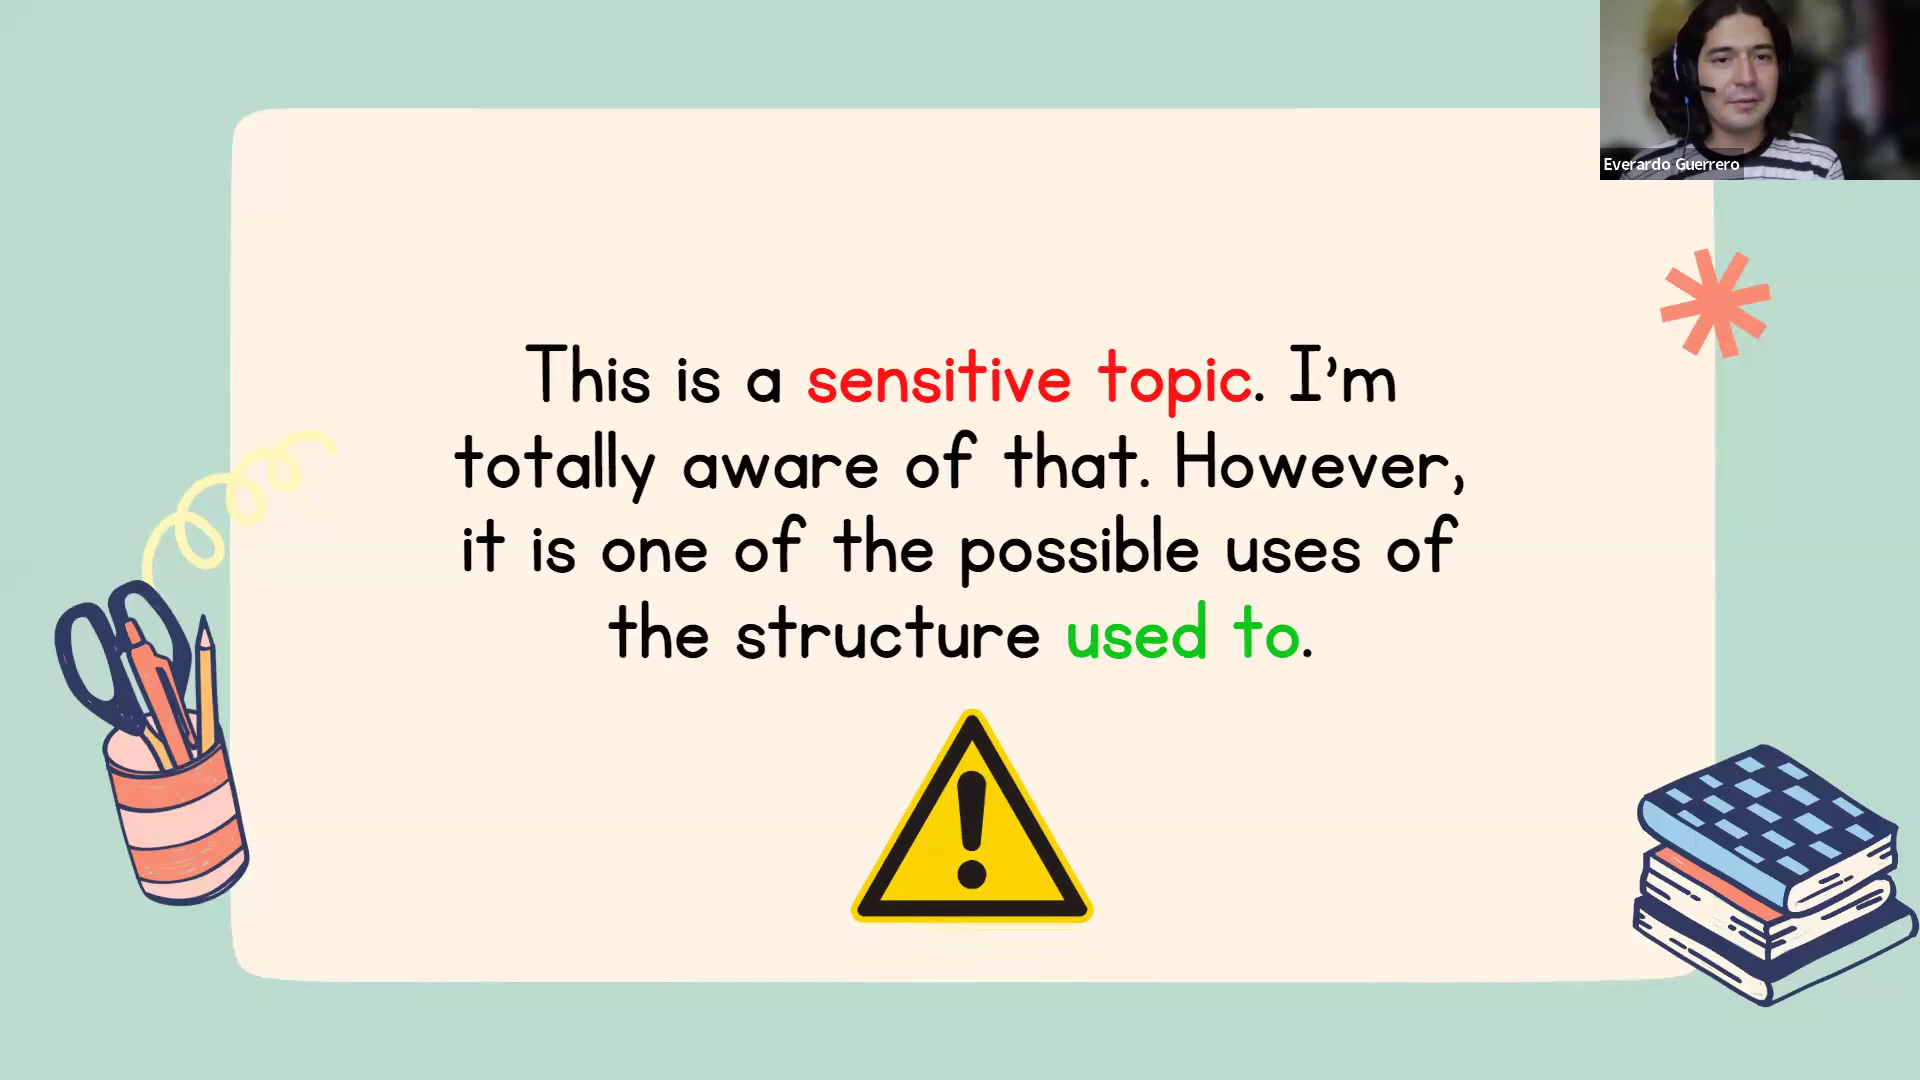 Everardo Guerrero
This is a sensitive topic. I'm
totally aware of that. However,
it is one of the possible uses of
the structure used to.